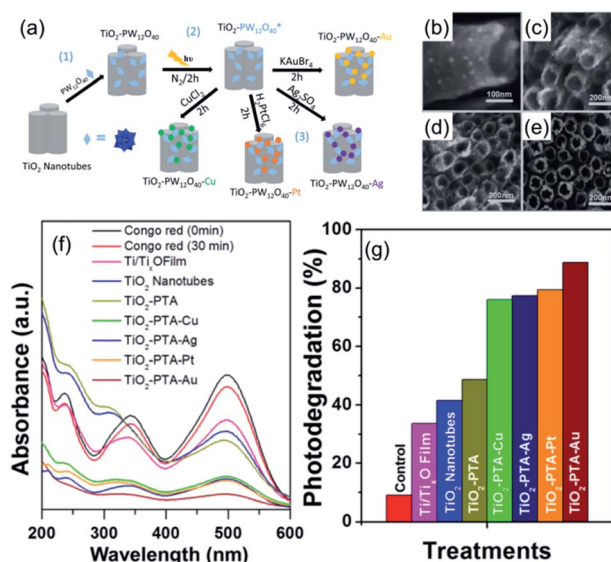 (a)
(1)
TiO2-PW12O40
(2)
hν
N2/2h
TiO2-PW12O40*
KAuBr4
2h
TiO2-PW12O40-Au
PW12O40
CuCl2
2h
H2PtCl6
2h
Ag2SO4
2h
(3)
TiO2 Nanotubes
=
TiO2-PW12O40-Cu
TiO2-PW12O40-Pt
TiO2-PW12O40-Ag
(b)
100nm
(c)
200nm
(d)
200nm
(e)
200nm
(f)
Congo red (0min)
Congo red (30 min)
Ti/TixOFilm
TiO2 Nanotubes
TiO2-PTA
TiO2-PTA-Cu
TiO2-PTA-Ag
TiO2-PTA-Pt
TiO2-PTA-Au
Absorbance (a.u.)
200 300 400 500 600
Wavelength (nm)
(g)
Photodegradation (%)
100
80
60
40
20
0
Control
Ti/TixO Film
TiO2 Nanotubes
TiO2-PTA
TiO2-PTA-Cu
TiO2-PTA-Ag
TiO2-PTA-Pt
TiO2-PTA-Au
Treatments